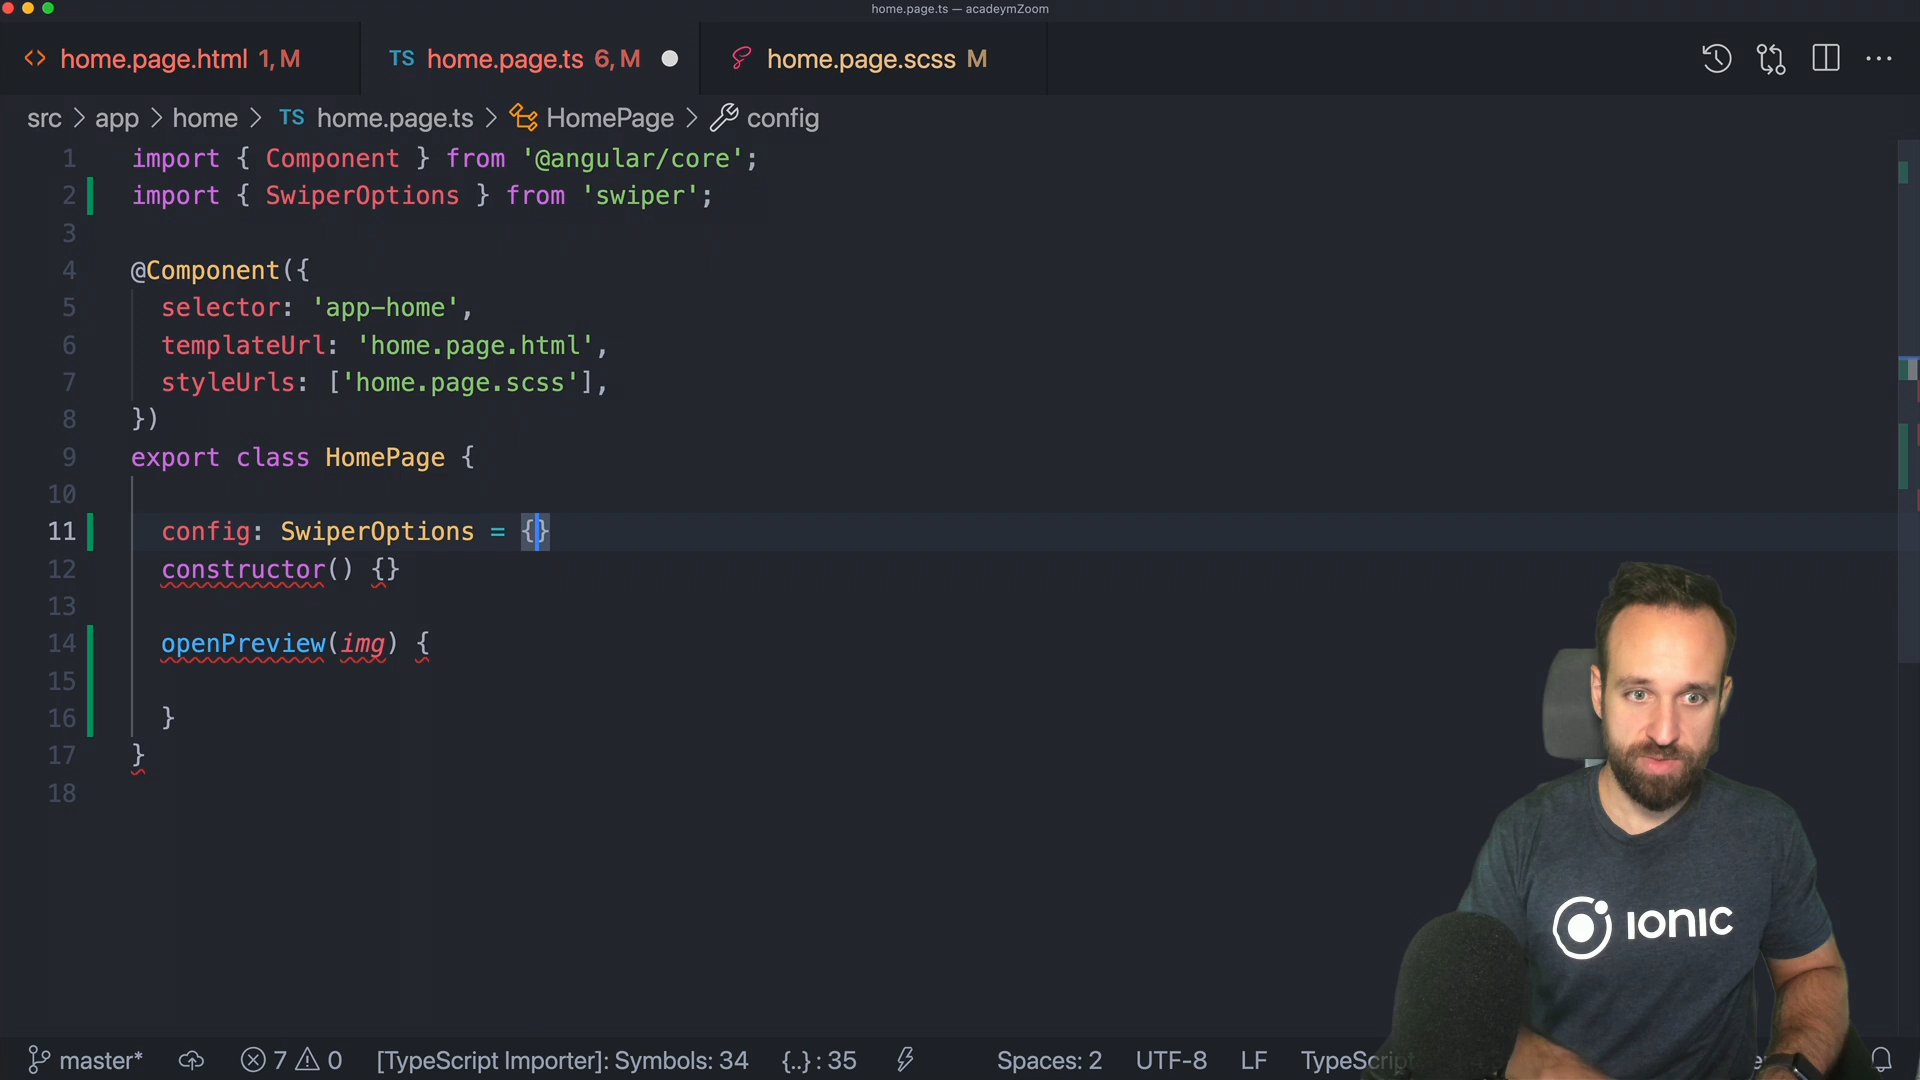 home.page.ts — acadeymZoom
home.page.html 1, M
TS home.page.ts 6, M
home.page.scss M
src > app > home > TS home.page.ts > HomePage > config
1 import { Component } from '@angular/core';
2 import { SwiperOptions } from 'swiper';
3
4 @Component({
5 selector: 'app-home',
6 templateUrl: 'home.page.html',
7 styleUrls: ['home.page.scss'],
8 })
9 export class HomePage {
10
11 config: SwiperOptions = {}
12 constructor() {}
13
14 openPreview(img) {
15
16 }
17 }
18
IONIC
master* 7 0 [TypeScript Importer]: Symbols: 34 {..} : 35 Spaces: 2 UTF-8 LF TypeScript